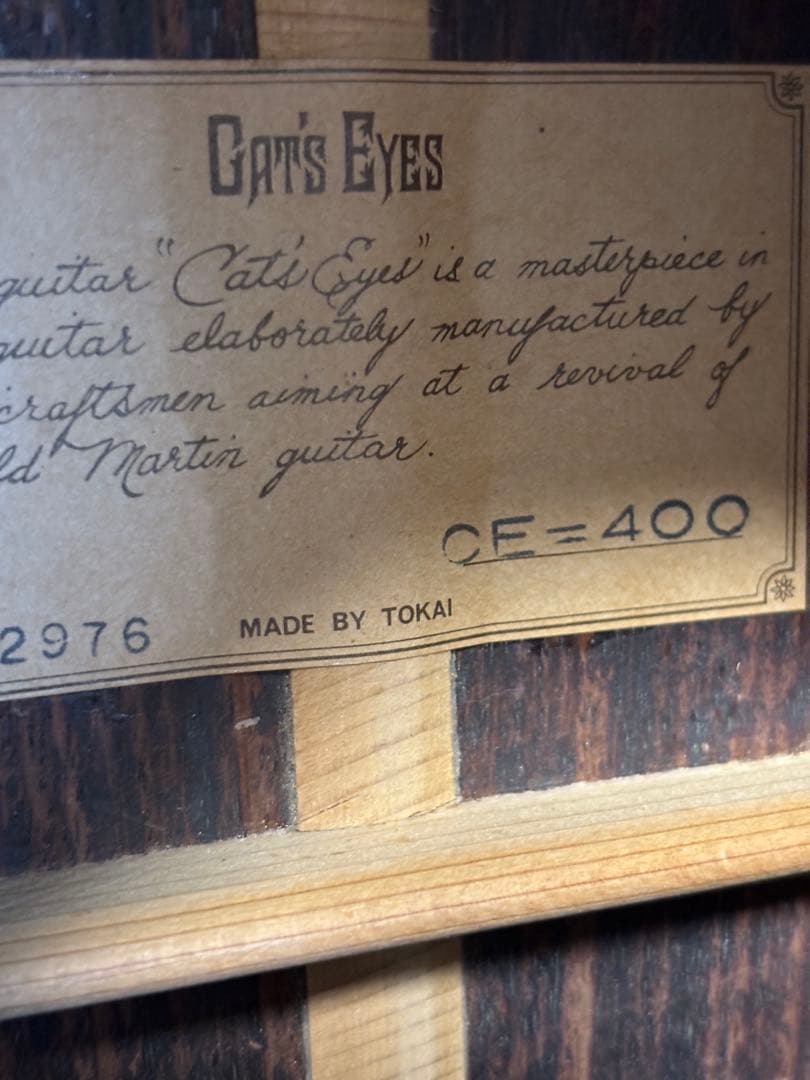 CAT'S EYES
guitar "Cat's Eyes" is a masterpiece in
guitar elaborately manufactured by
craftsmen aiming at a revival of
ld Martin guitar.
CE=400
2976
MADE BY TOKAI